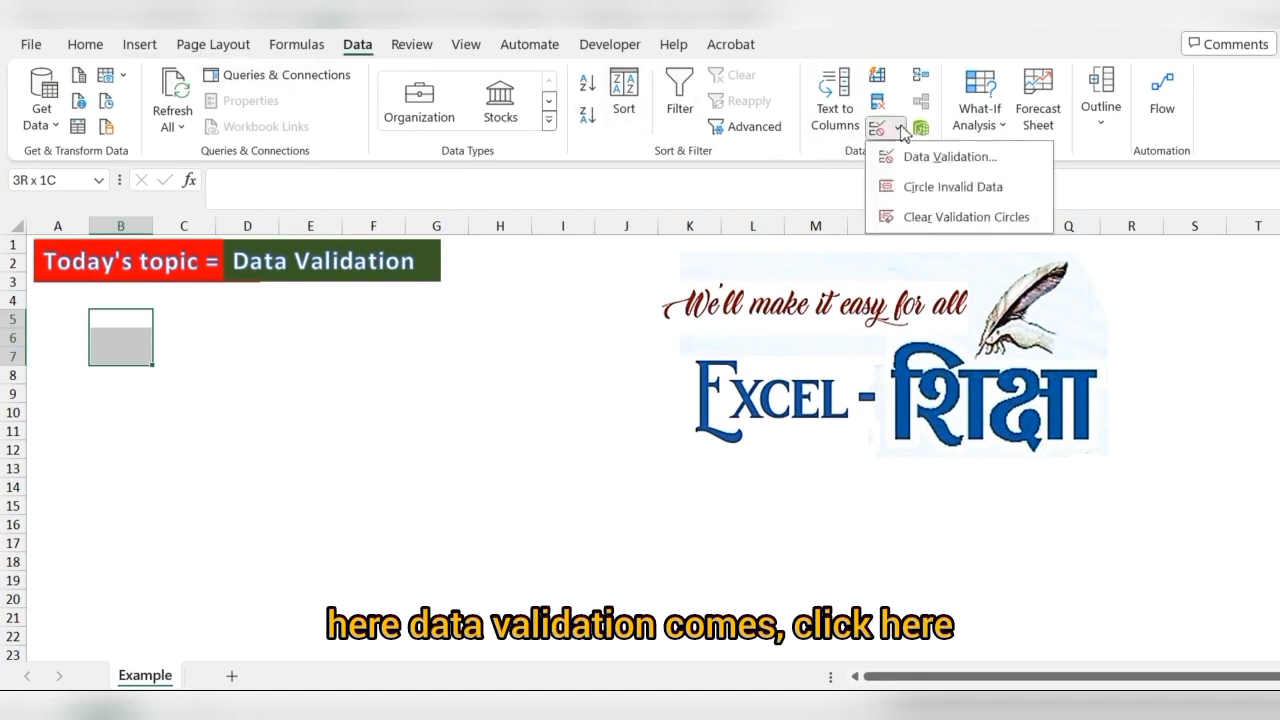 File Home Insert Page Layout Formulas Data Review View Automate Developer Help Acrobat Comments
Get Data
Refresh All
Queries & Connections
Properties
Workbook Links
Organization Stocks
Sort
Filter
Clear
Reapply
Advanced
Text to Columns
What-If Analysis
Forecast Sheet
Outline
Flow
Get & Transform Data Queries & Connections Data Types Sort & Filter Data Automation
Data Validation...
Circle Invalid Data
Clear Validation Circles
3R x 1C fx
A B C D E F G H I J K L M Q R S T
1
2
3
4
5
6
7
8
9
10
11
12
13
14
15
16
17
18
19
20
21
22
23
Today's topic = Data Validation
We'll make it easy for all
Excel - शिक्षा
here data validation comes, click here
Example